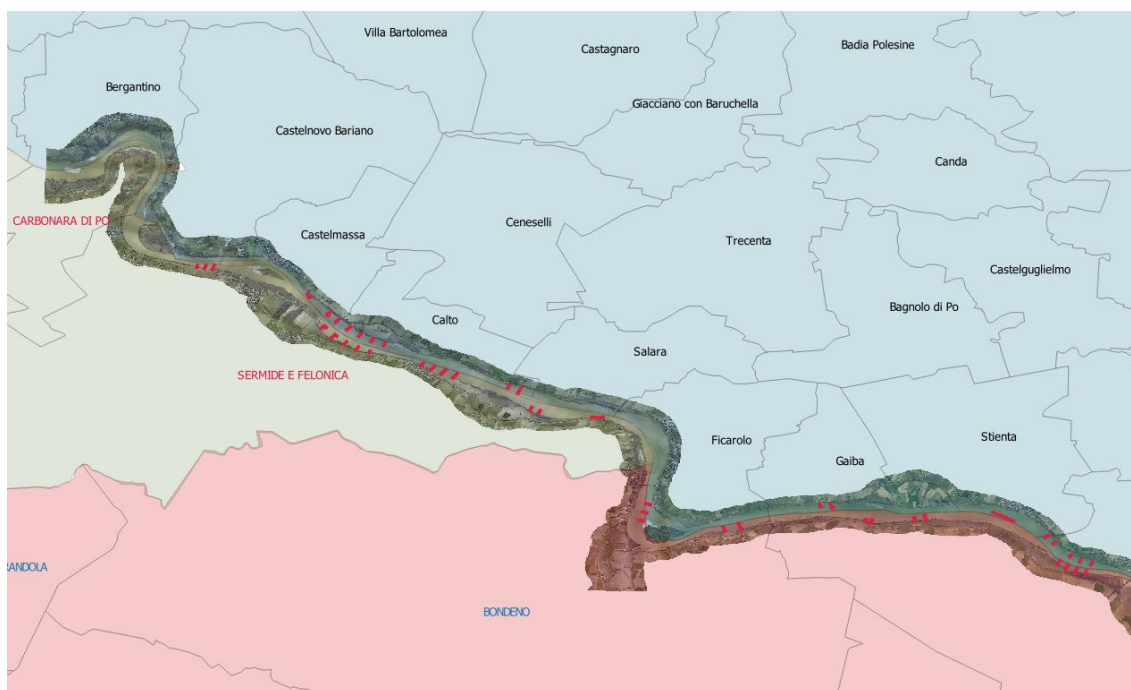 Villa Bartolomea
Castagnaro
Badia Polesine
Bergantino
Giacciano con Baruchella
Castelnovo Bariano
Canda
CARBONARA DI PO
Ceneselli
Castelmassa
Trecenta
Castelguglielmo
Bagnolo di Po
Calto
Salara
SERMIDE E FELONICA
Ficarolo
Stienta
Gaiba
RANDOLA
BONDENO